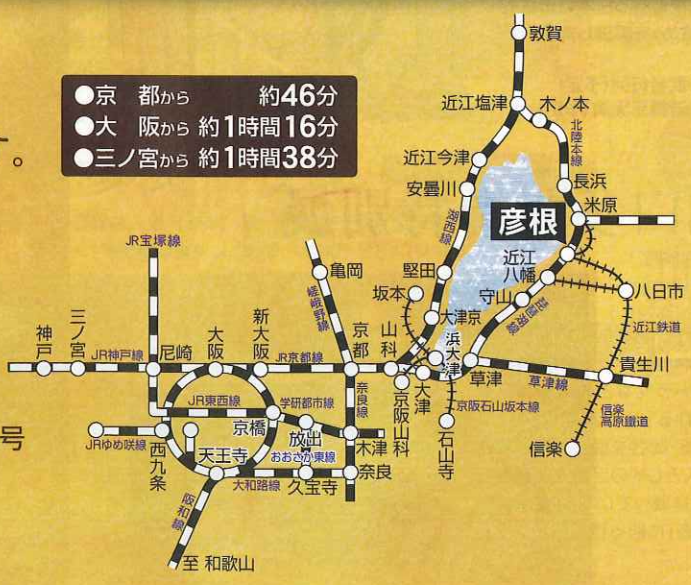 ●京 都から 約46分
●大 阪から 約1時間16分
●三ノ宮から 約1時間38分
。
号
敦賀
近江塩津
木ノ本
北陸本線
近江今津
安曇川
長浜
米原
彦根
湖西線
近江八幡
八日市
守山
琵琶湖線
近江鉄道
堅田
坂本
大津京
浜大津
JR宝塚線
亀岡
嵯峨野線
神戸
三ノ宮
JR神戸線
尼崎
大阪
新大阪
JR京都線
京都
山科
大津
草津
草津線
貴生川
京阪山科
京阪石山坂本線
石山寺
信楽高原鐵道
信楽
JR東西線
学研都市線
奈良線
京橋
放出
木津
JRゆめ咲線
西九条
天王寺
おおさか東線
大和路線
久宝寺
奈良
阪和線
至 和歌山